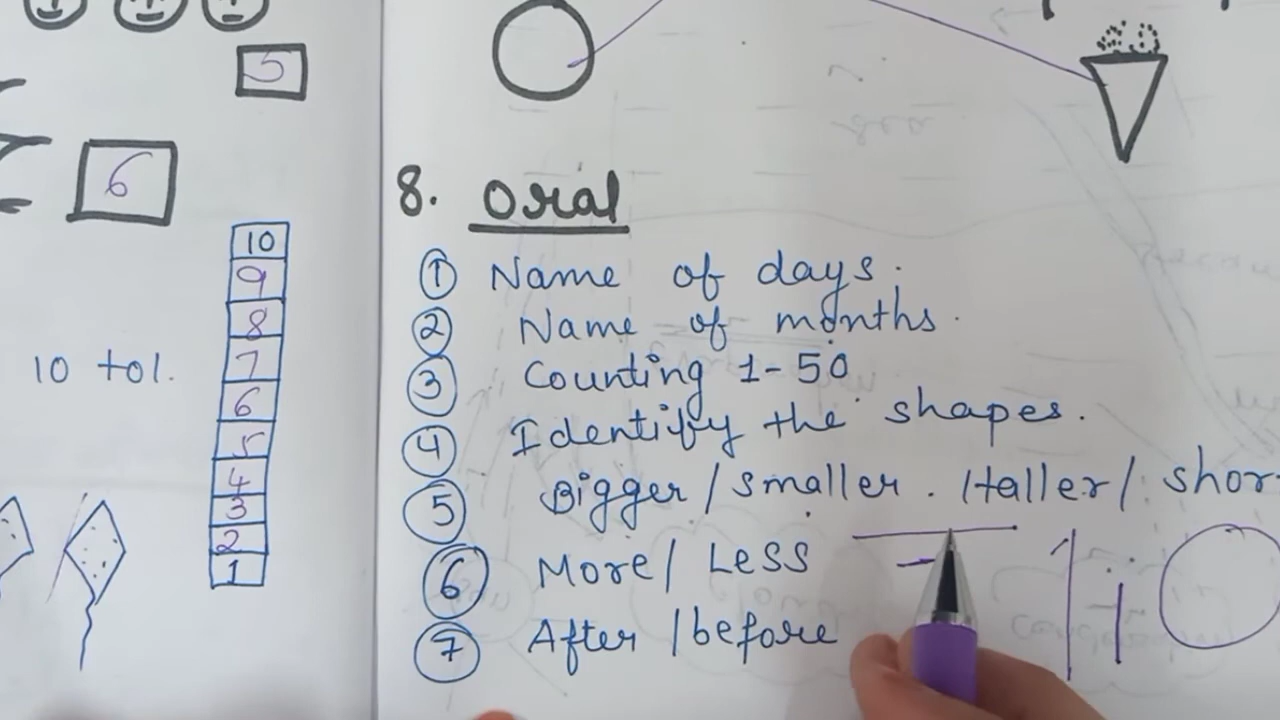 5
6
10
9
8
7
6
5
4
3
2
1
10 to 1.
8. Oral
1 Name of days.
2 Name of months.
3 Counting 1-50
4 Identify the shapes.
5 Bigger / smaller. / taller / shor
6 More / Less
7 After / before